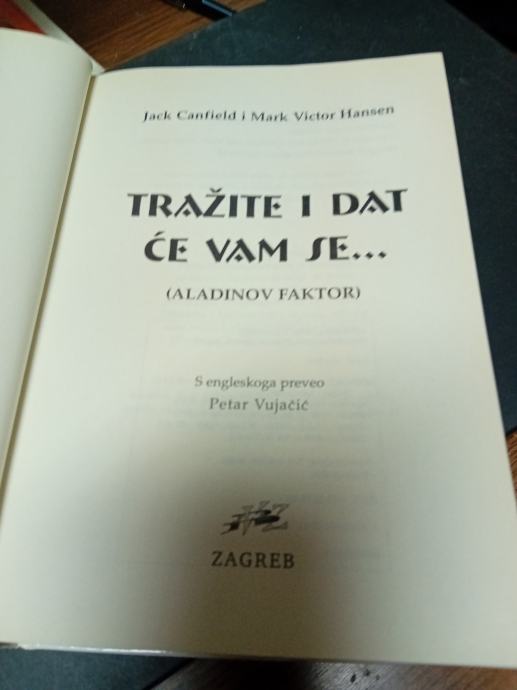 Jack Canfield i Mark Victor Hansen
TRAŽITE I DAT
ĆE VAM SE...
(ALADINOV FAKTOR)
S engleskoga preveo
Petar Vujačić
ZAGREB